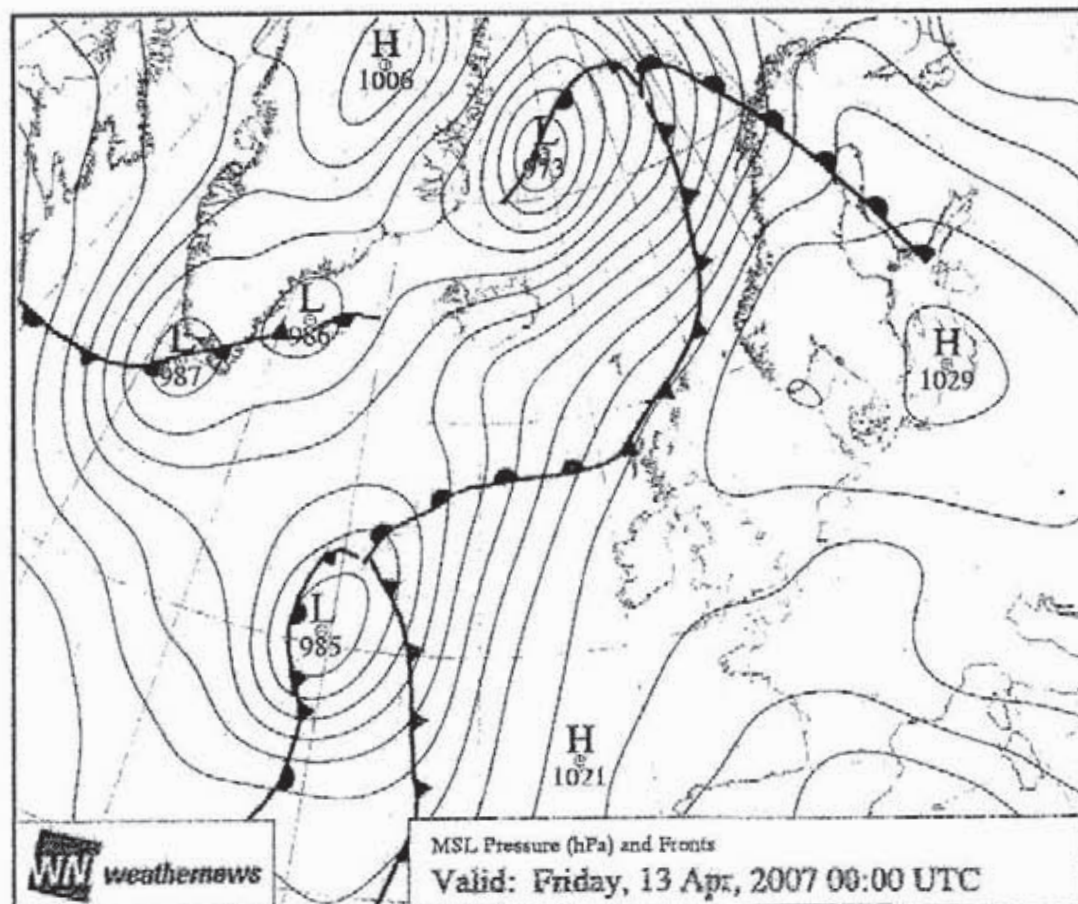 H
1006
L
973
L
986
L
987
H
1029
L
985
H
1021
WN weathernews
MSL Pressure (hPa) and Fronts
Valid: Friday, 13 Apr, 2007 00:00 UTC